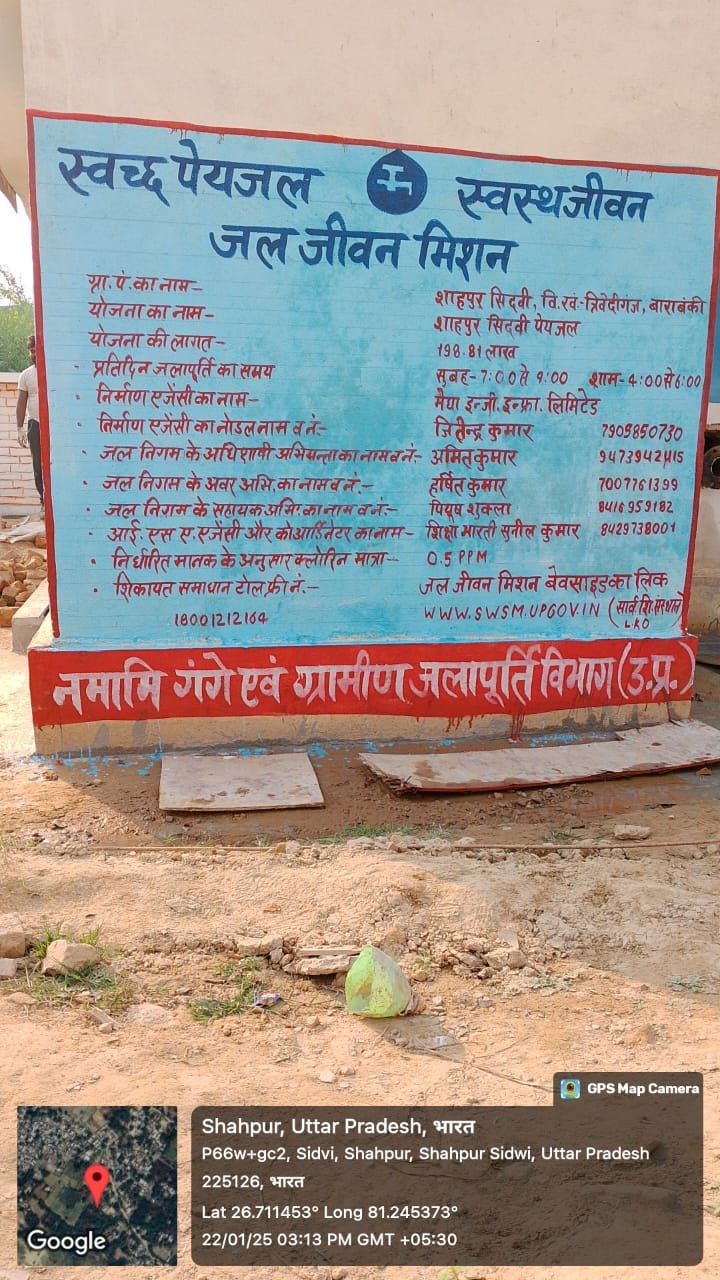 स्वच्छ पेयजल स्वस्थ जीवन
जल जीवन मिशन
ग्रा. पं. का नाम- शाहपुर सिदवी, वि.खं-त्रिवेदीगंज, बाराबंकी
योजना का नाम- शाहपुर सिदवी पेयजल
योजना की लागत- 198.81 लाख
· प्रतिदिन जलापूर्ति का समय सुबह-7:00 से 9:00 शाम-4:00 से 6:00
· निर्माण एजेंसी का नाम- मेघा इन्जी. इन्फ्रा. लिमिटेड
· निर्माण एजेंसी का नोडल नाम व नं.- जितेन्द्र कुमार 7905850730
· जल निगम के अधिशाषी अभियन्ता का नाम व नं.- अमित कुमार 9473942415
· जल निगम के अवर अभि. का नाम व नं.- हर्षित कुमार 7007761399
· जल निगम के सहायक अभि. का नाम व नं.- पियूष शुक्ला 8416959182
· आई. एस ए. एजेंसी और कोआर्डिनेटर का नाम- शिक्षा भारती सुनील कुमार 8429738001
· निर्धारित मानक के अनुसार क्लोरिन मात्रा- 0.5 PPM
· शिकायत समाधान टोल फ्री नं.- जल जीवन मिशन बेवसाइड का लिंक
18001212164 WWW.SWSM.UPGOV.IN (सार्व. शि. संस्थान)
LKO
नमामि गंगे एवं ग्रामीण जलापूर्ति विभाग (उ.प्र.)
GPS Map Camera
Shahpur, Uttar Pradesh, भारत
P66w+gc2, Sidvi, Shahpur, Shahpur Sidwi, Uttar Pradesh
225126, भारत
Lat 26.711453° Long 81.245373°
22/01/25 03:13 PM GMT +05:30
Google